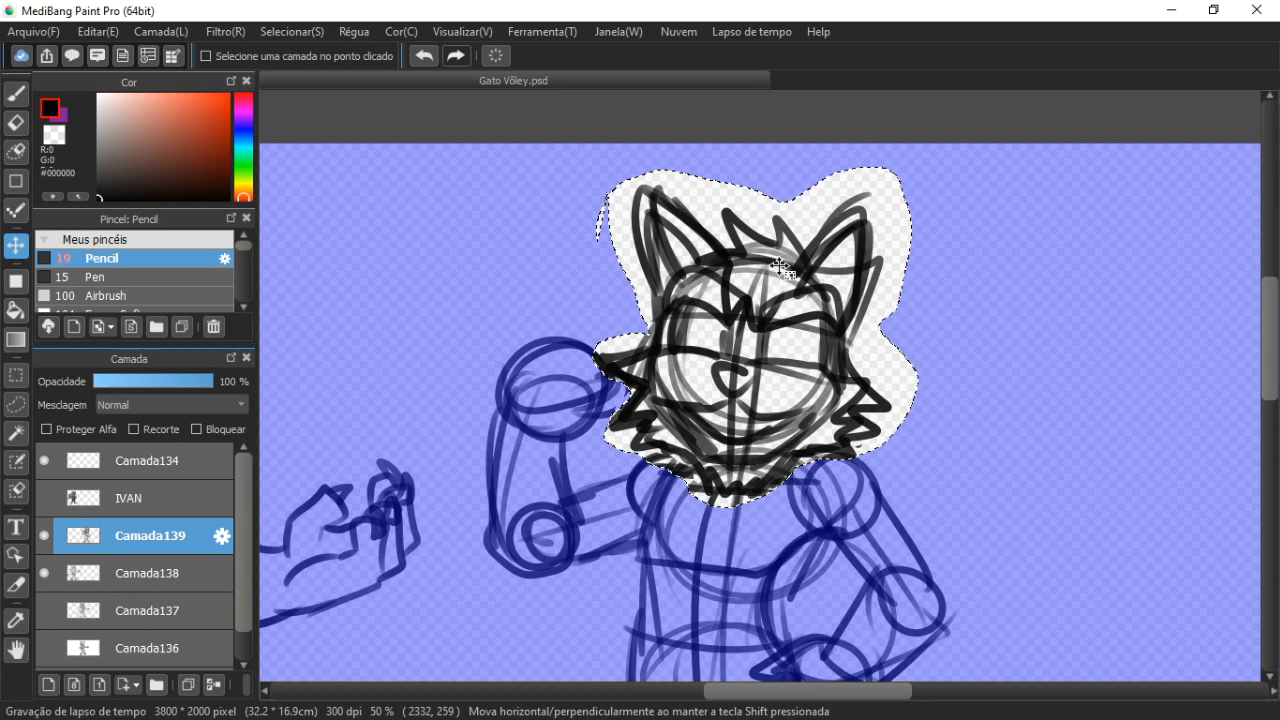 MediBang Paint Pro (64bit)
Arquivo(F) Editar(E) Camada(L) Filtro(R) Selecionar(S) Régua Cor(C) Visualizar(V) Ferramenta(T) Janela(W) Nuvem Lapso de tempo Help
Selecione uma camada no ponto clicado
Cor
Gato Vôley.psd
R:0
G:0
#000000
Pincel: Pencil
Meus pincéis
19 Pencil
15 Pen
100 Airbrush
Camada
Opacidade 100 %
Mesclagem Normal
Proteger Alfa Recorte Bloquear
Camada134
IVAN
Camada139
Camada138
Camada137
Camada136
T
Gravação de lapso de tempo 3800 * 2000 pixel (32.2 * 16.9cm) 300 dpi 50 % ( 2332, 259 ) Mova horizontal/perpendicularmente ao manter a tecla Shift pressionada